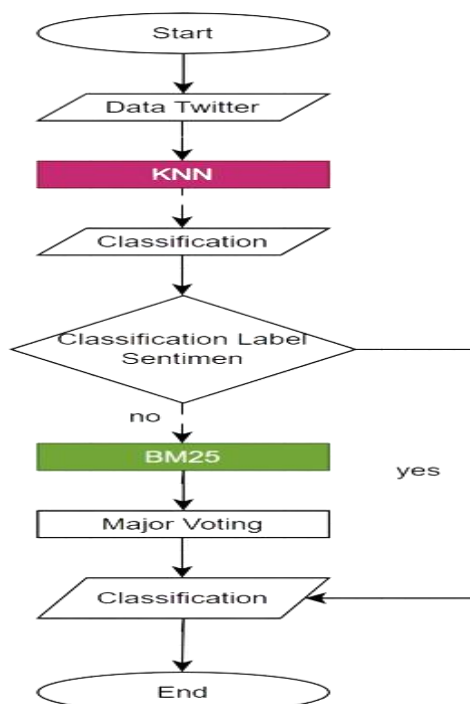 Start
Data Twitter
KNN
Classification
Classification Label
Sentimen
no
BM25
yes
Major Voting
Classification
End